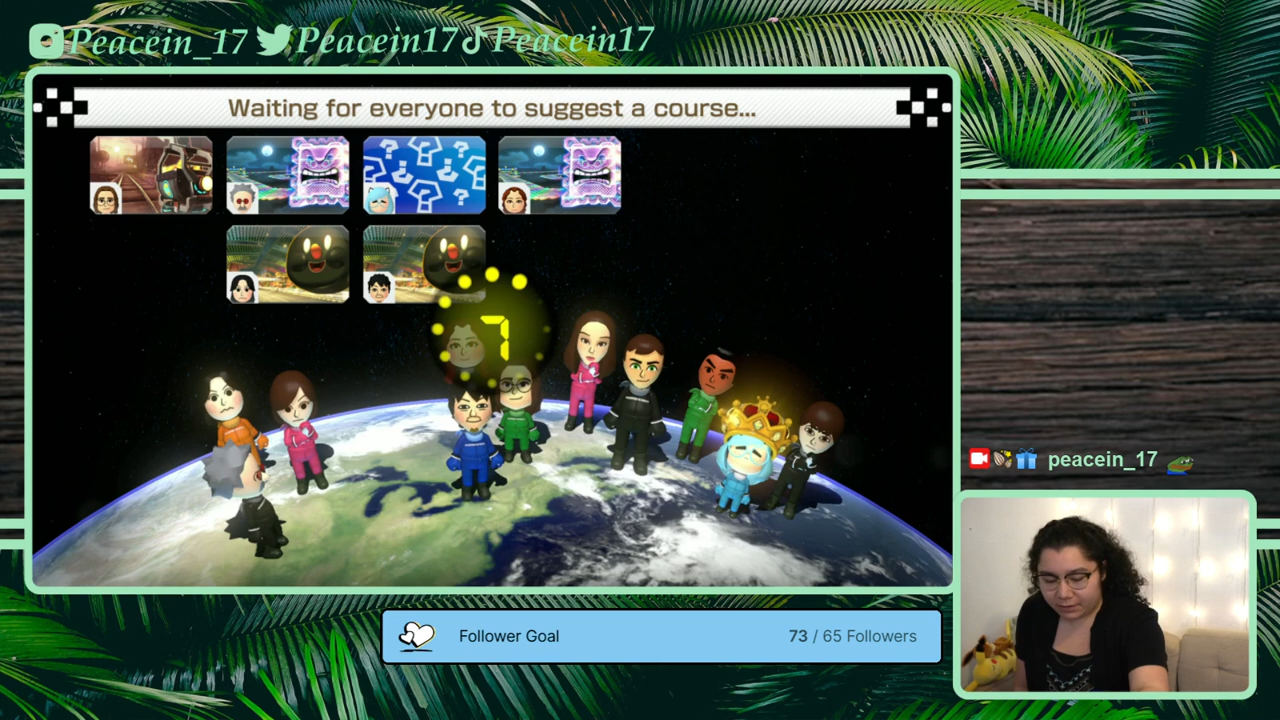 Peacein_17 Peacein17 Peacein17
Waiting for everyone to suggest a course...
7
peacein_17
Follower Goal 73 / 65 Followers